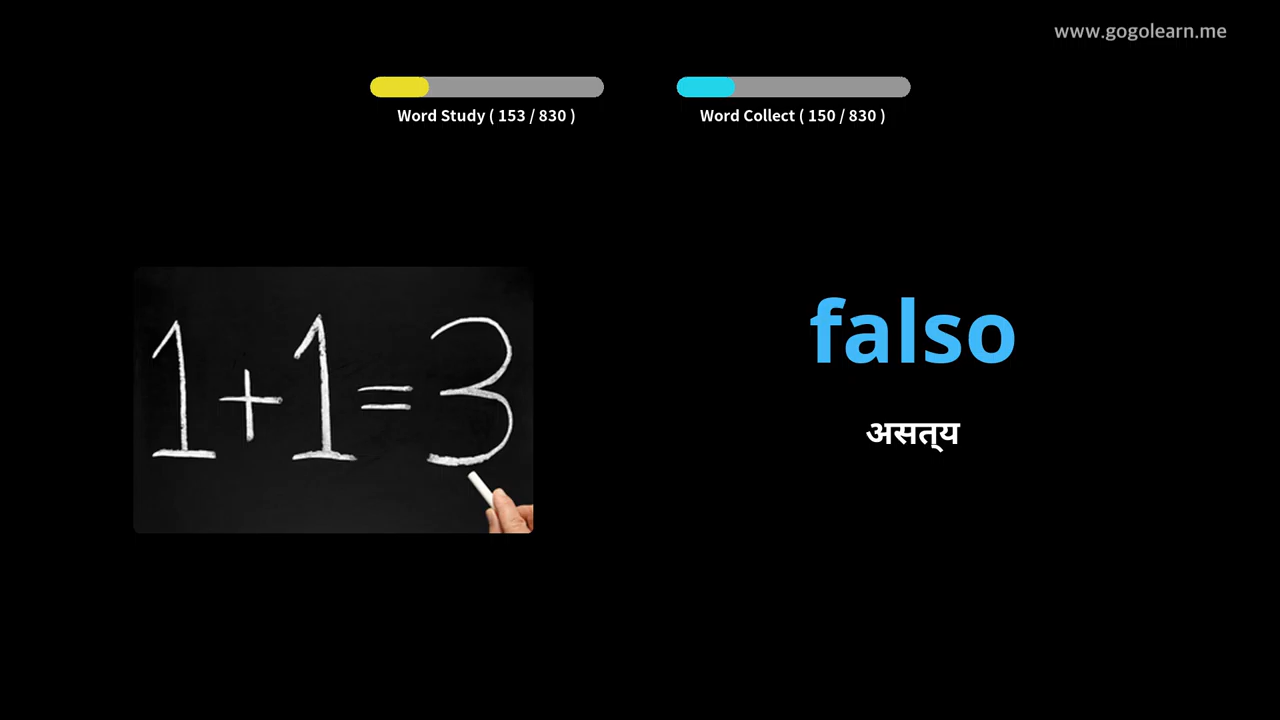 www.gogolearn.me
Word Study ( 153 / 830 )
Word Collect ( 150 / 830 )
1+1=3
falso
असत्य